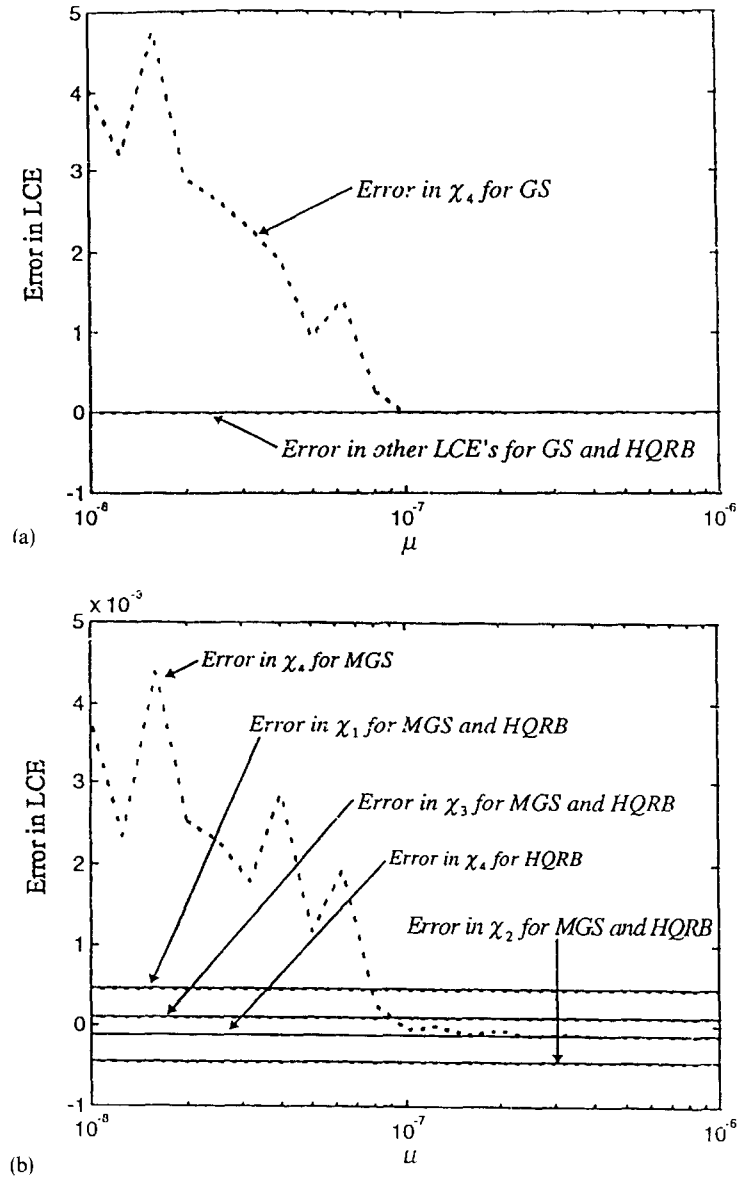 5
4
3
2
1
0
-1
Error in LCE
Error in χ₄ for GS
Error in other LCE's for GS and HQRB
10⁻⁸
10⁻⁷
10⁻⁶
μ
(a)
x 10⁻³
5
4
3
2
1
0
-1
Error in LCE
Error in χ₄ for MGS
Error in χ₁ for MGS and HQRB
Error in χ₃ for MGS and HQRB
Error in χ₄ for HQRB
Error in χ₂ for MGS and HQRB
10⁻⁸
10⁻⁷
10⁻⁶
μ
(b)